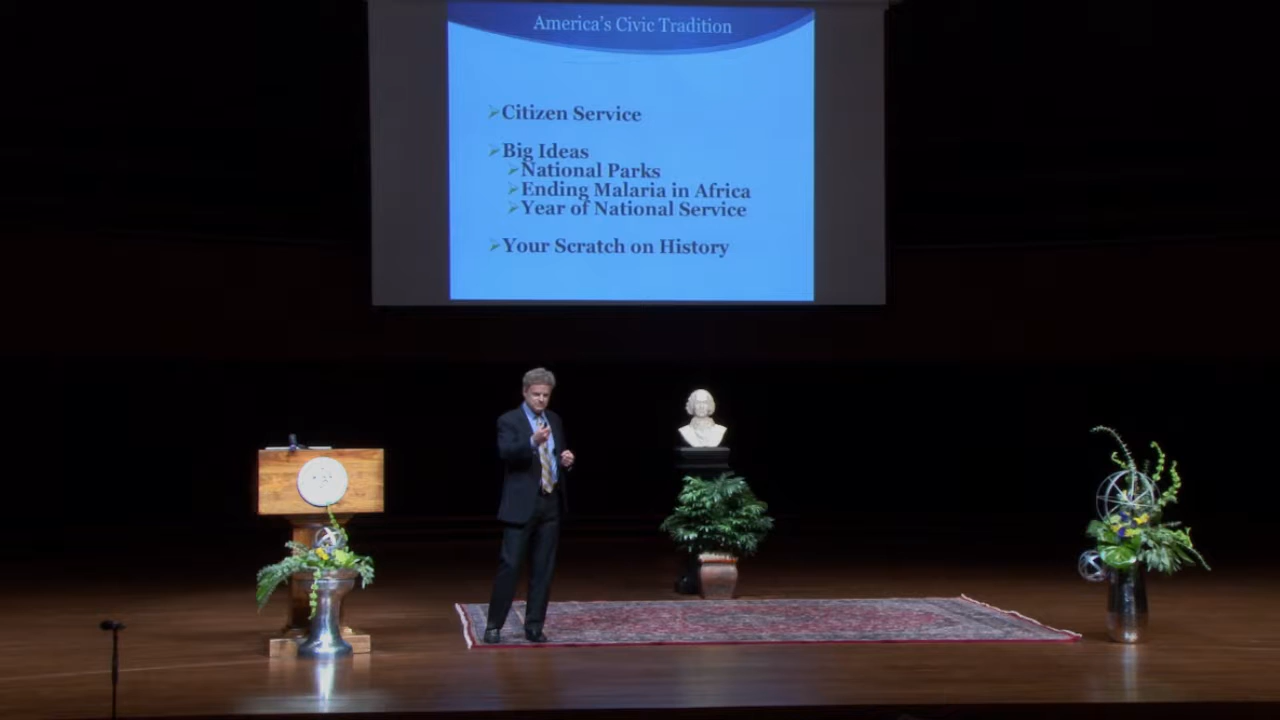 America's Civic Tradition
Citizen Service
Big Ideas
National Parks
Ending Malaria in Africa
Year of National Service
Your Scratch on History